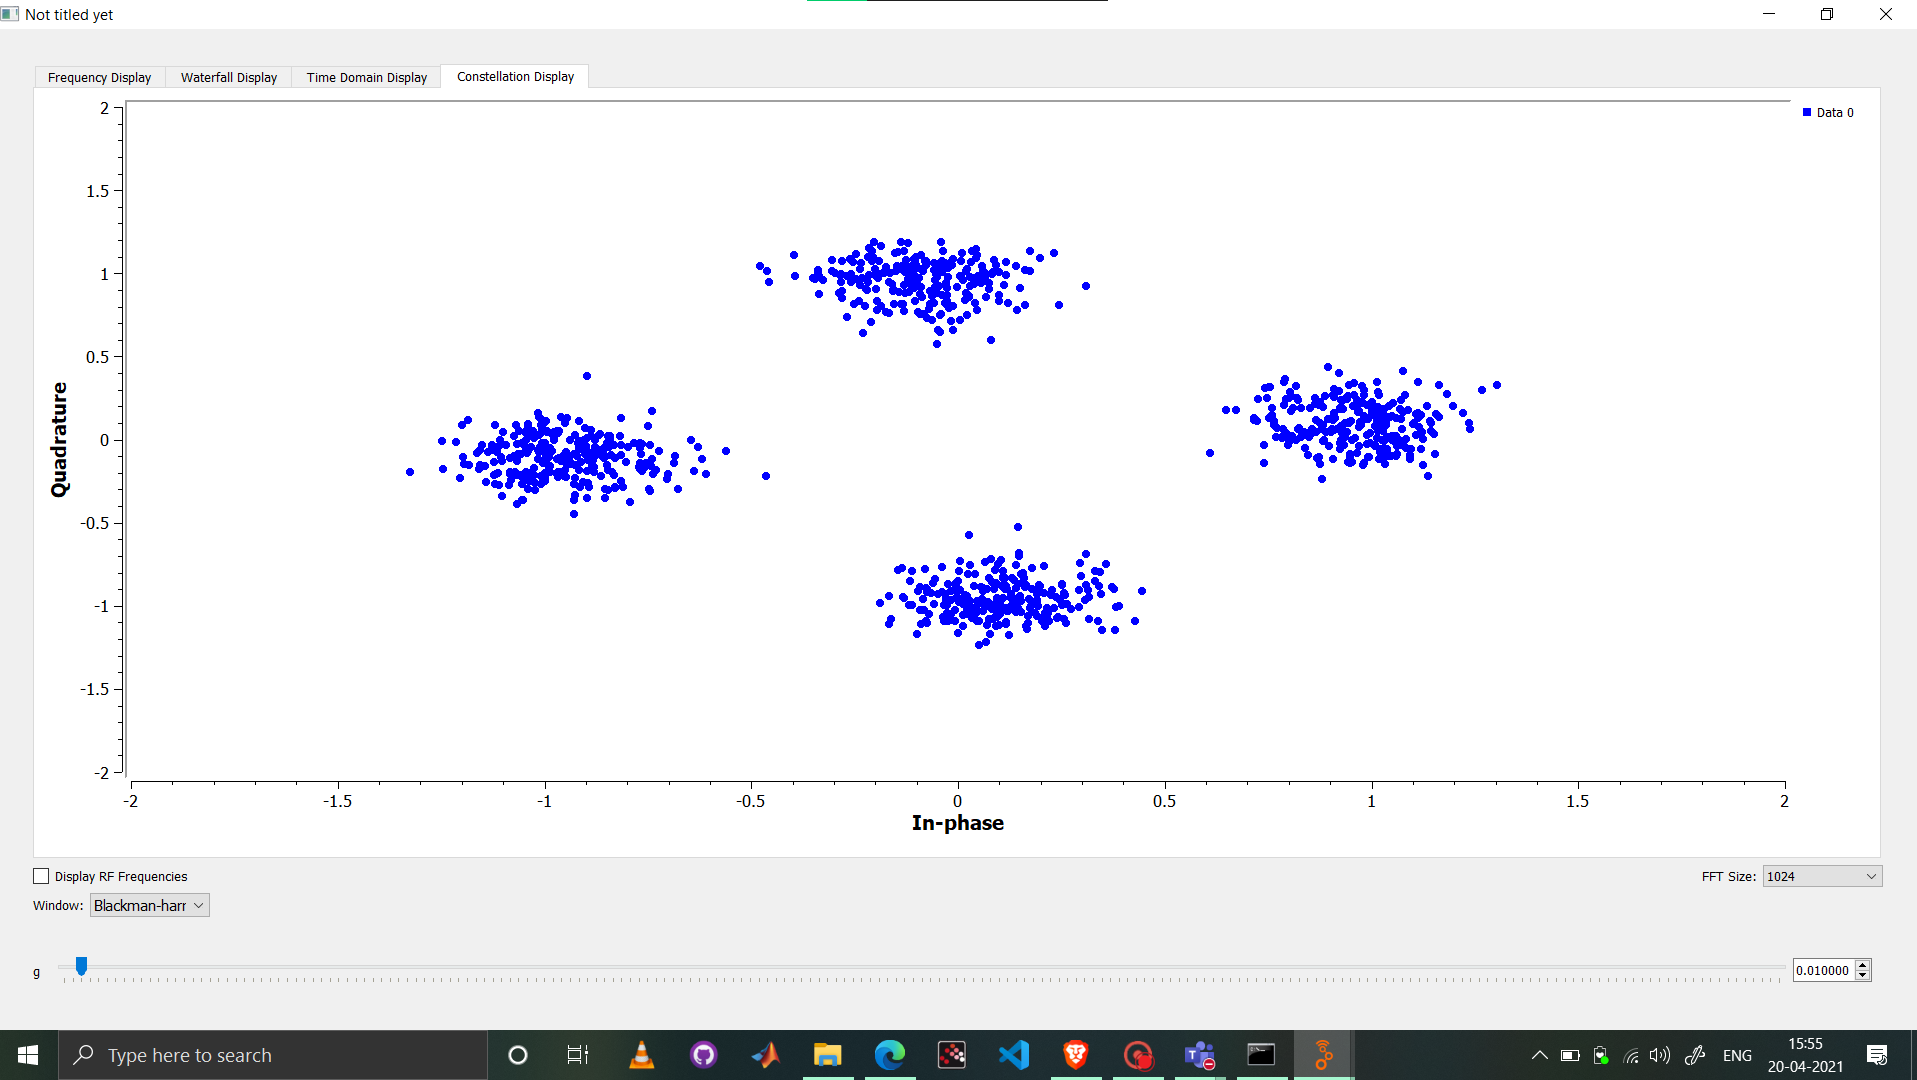 Not titled yet
Frequency Display Waterfall Display Time Domain Display Constellation Display
Data 0
2
1.5
1
0.5
0
-0.5
-1
-1.5
-2
Quadrature
-2 -1.5 -1 -0.5 0 0.5 1 1.5 2
In-phase
Display RF Frequencies
FFT Size: 1024
Window: Blackman-harr
g
0.010000
Type here to search
ENG
15:55
20-04-2021